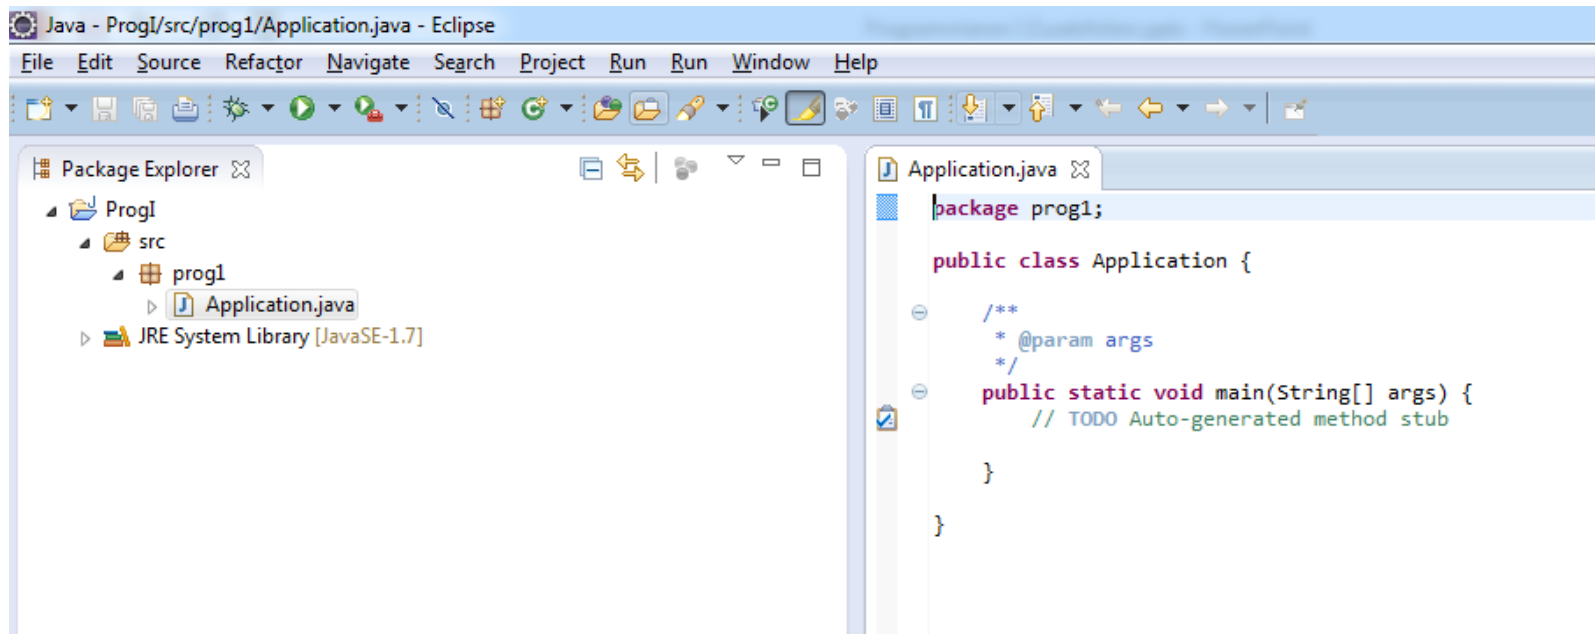 Java - ProgI/src/prog1/Application.java - Eclipse
File Edit Source Refactor Navigate Search Project Run Run Window Help
Package Explorer
ProgI
src
prog1
Application.java
JRE System Library [JavaSE-1.7]
Application.java
package prog1;
public class Application {
/**
* @param args
*/
public static void main(String[] args) {
// TODO Auto-generated method stub
}
}